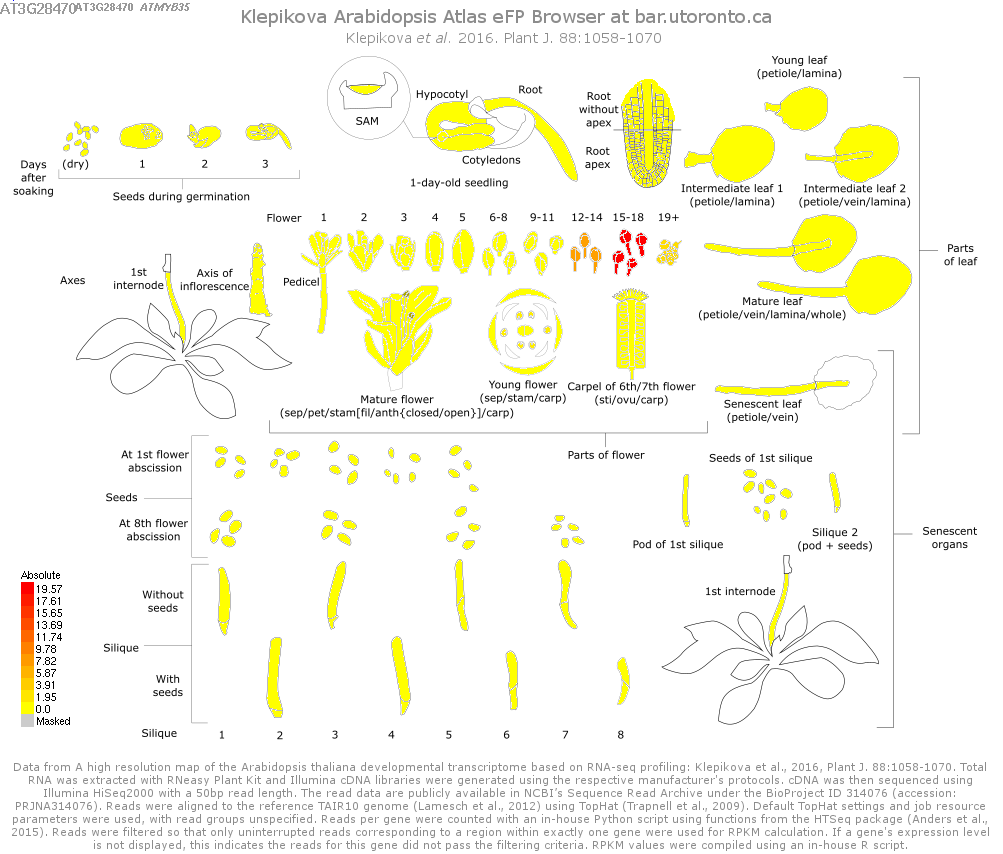 AT3G28470 AT3G28470 ATMYB35
Klepikova Arabidopsis Atlas eFP Browser at bar.utoronto.ca
Klepikova et al. 2016. Plant J. 88:1058-1070
SAM
Hypocotyl
Root
Cotyledons
1-day-old seedling
Root
without
apex
Root
apex
Young leaf
(petiole/lamina)
Intermediate leaf 1
(petiole/lamina)
Intermediate leaf 2
(petiole/vein/lamina)
Days
after
soaking
(dry) 1 2 3
Seeds during germination
Flower 1 2 3 4 5 6-8 9-11 12-14 15-18 19+
Pedicel
Axes
1st
internode
Axis of
inflorescence
Mature leaf
(petiole/vein/lamina/whole)
Parts
of leaf
Mature flower
(sep/pet/stam[fil/anth{closed/open}]/carp)
Young flower
(sep/stam/carp)
Carpel of 6th/7th flower
(sti/ovu/carp)
Senescent leaf
(petiole/vein)
Parts of flower
At 1st flower
abscission
Seeds
At 8th flower
abscission
Seeds of 1st silique
Pod of 1st silique
Silique 2
(pod + seeds)
Senescent
organs
1st internode
Without
seeds
Silique
With
seeds
Silique 1 2 3 4 5 6 7 8
Absolute
19.57
17.61
15.65
13.69
11.74
9.78
7.82
5.87
3.91
1.95
0.0
Masked
Data from A high resolution map of the Arabidopsis thaliana developmental transcriptome based on RNA-seq profiling: Klepikova et al., 2016, Plant J. 88:1058-1070. Total
RNA was extracted with RNeasy Plant Kit and Illumina cDNA libraries were generated using the respective manufacturer's protocols. cDNA was then sequenced using
Illumina HiSeq2000 with a 50bp read length. The read data are publicly available in NCBI's Sequence Read Archive under the BioProject ID 314076 (accession:
PRJNA314076). Reads were aligned to the reference TAIR10 genome (Lamesch et al., 2012) using TopHat (Trapnell et al., 2009). Default TopHat settings and job resource
parameters were used, with read groups unspecified. Reads per gene were counted with an in-house Python script using functions from the HTSeq package (Anders et al.,
2015). Reads were filtered so that only uninterrupted reads corresponding to a region within exactly one gene were used for RPKM calculation. If a gene's expression level
is not displayed, this indicates the reads for this gene did not pass the filtering criteria. RPKM values were compiled using an in-house R script.